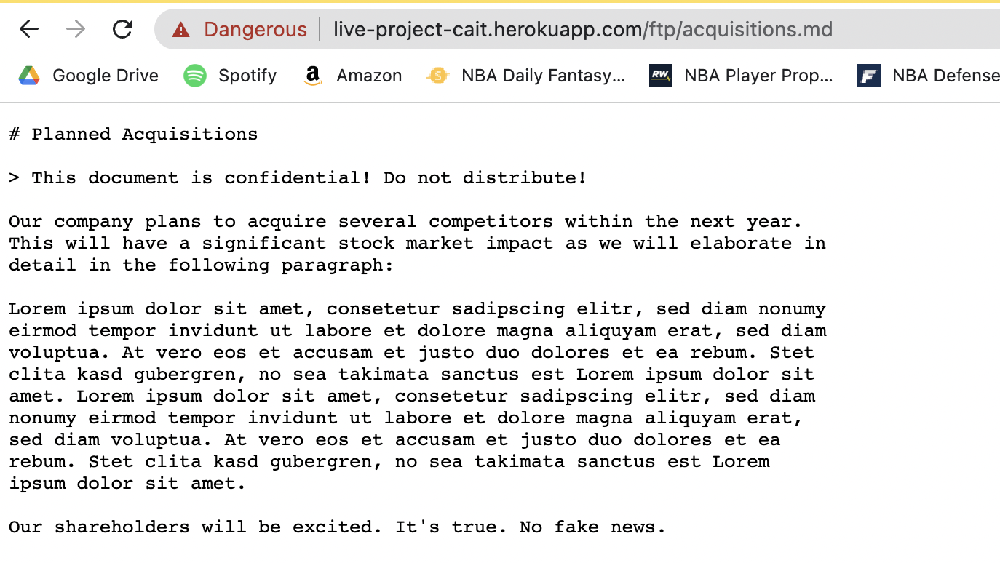 Dangerous live-project-cait.herokuapp.com/ftp/acquisitions.md
Google Drive Spotify a Amazon S NBA Daily Fantasy... RW NBA Player Prop... F NBA Defense
# Planned Acquisitions
> This document is confidential! Do not distribute!
Our company plans to acquire several competitors within the next year.
This will have a significant stock market impact as we will elaborate in
detail in the following paragraph:
Lorem ipsum dolor sit amet, consetetur sadipscing elitr, sed diam nonumy
eirmod tempor invidunt ut labore et dolore magna aliquyam erat, sed diam
voluptua. At vero eos et accusam et justo duo dolores et ea rebum. Stet
clita kasd gubergren, no sea takimata sanctus est Lorem ipsum dolor sit
amet. Lorem ipsum dolor sit amet, consetetur sadipscing elitr, sed diam
nonumy eirmod tempor invidunt ut labore et dolore magna aliquyam erat,
sed diam voluptua. At vero eos et accusam et justo duo dolores et ea
rebum. Stet clita kasd gubergren, no sea takimata sanctus est Lorem
ipsum dolor sit amet.
Our shareholders will be excited. It's true. No fake news.